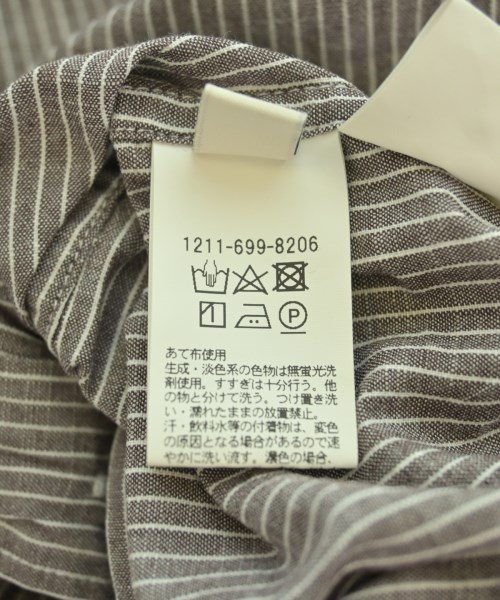 1211-699-8206
P
あて布使用
生成・淡色系の色物は無蛍光洗
剤使用。すすぎは十分行う。他
の物と分けて洗う。つけ置き洗
い・濡れたままの放置禁止。
汗・飲料水等の付着物は、変色
の原因となる場合があるので速
やかに洗い流す。濃色の場合、